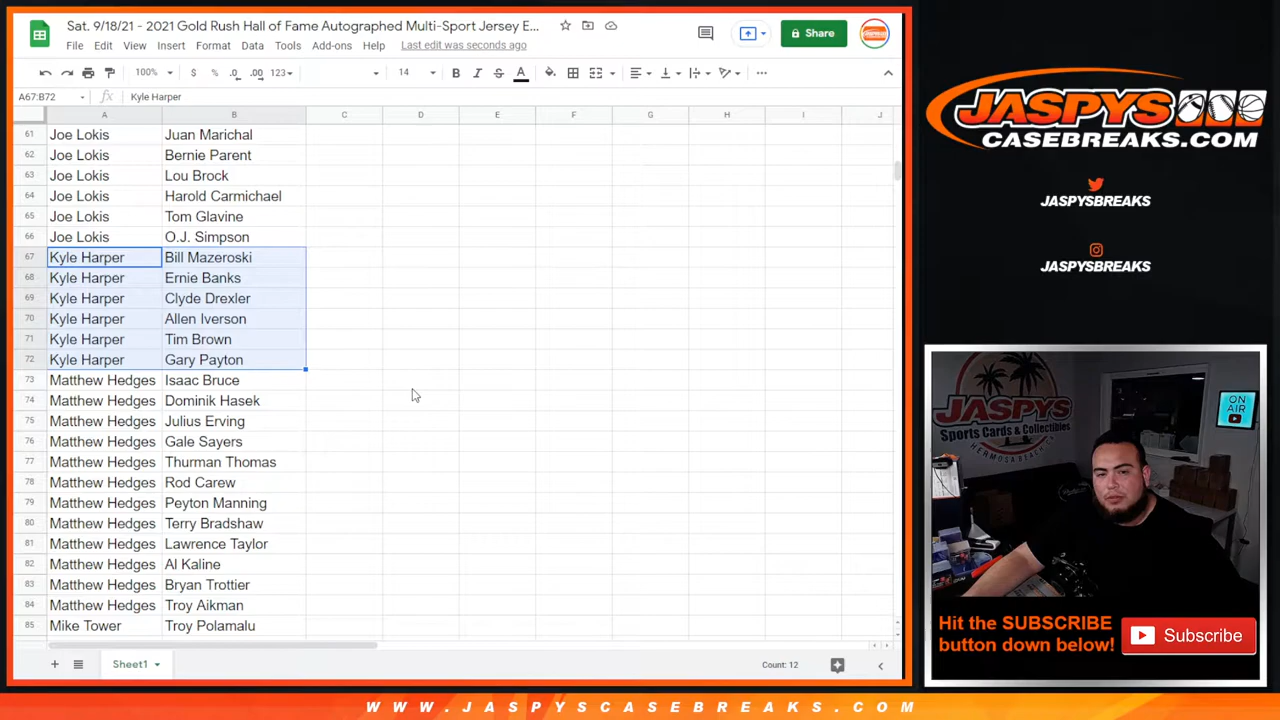 Sat. 9/18/21 - 2021 Gold Rush Hall of Fame Autographed Multi-Sport Jersey E...
File Edit View Insert Format Data Tools Add-ons Help Last edit was seconds ago
Share
100% $ % .0 .00 123 14 B I S A
A67:B72 fx Kyle Harper
A B C D E F G H I J
61 Joe Lokis Juan Marichal
62 Joe Lokis Bernie Parent
63 Joe Lokis Lou Brock
64 Joe Lokis Harold Carmichael
65 Joe Lokis Tom Glavine
66 Joe Lokis O.J. Simpson
67 Kyle Harper Bill Mazeroski
68 Kyle Harper Ernie Banks
69 Kyle Harper Clyde Drexler
70 Kyle Harper Allen Iverson
71 Kyle Harper Tim Brown
72 Kyle Harper Gary Payton
73 Matthew Hedges Isaac Bruce
74 Matthew Hedges Dominik Hasek
75 Matthew Hedges Julius Erving
76 Matthew Hedges Gale Sayers
77 Matthew Hedges Thurman Thomas
78 Matthew Hedges Rod Carew
79 Matthew Hedges Peyton Manning
80 Matthew Hedges Terry Bradshaw
81 Matthew Hedges Lawrence Taylor
82 Matthew Hedges Al Kaline
83 Matthew Hedges Bryan Trottier
84 Matthew Hedges Troy Aikman
85 Mike Tower Troy Polamalu
Sheet1
Count: 12
JASPYS
CASEBREAKS.COM
JASPYSBREAKS
JASPYSBREAKS
JASPYS
Sports Cards & Collectibles
HERMOSA BEACH, CA
ON
AIR
Hit the SUBSCRIBE
button down below!
Subscribe
WWW.JASPYSCASEBREAKS.COM